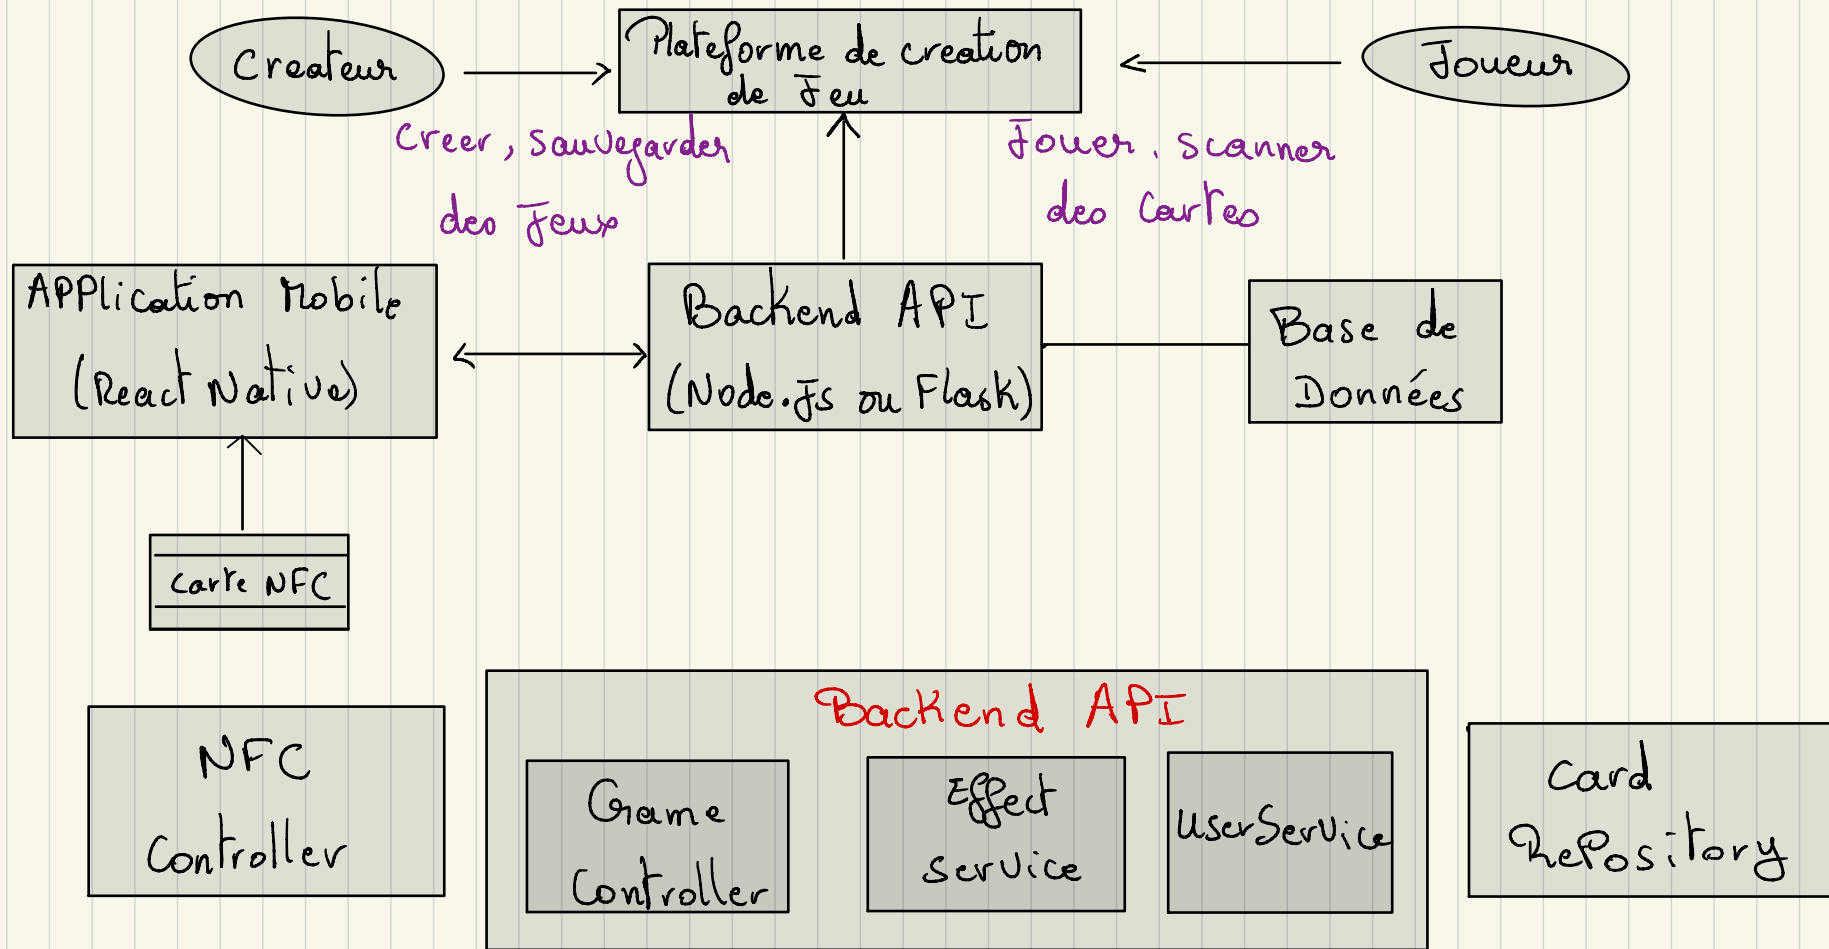 Createur
Plateforme de creation
de Jeu
Joueur
Creer, sauvegarder
des Jeux
Jouer, scanner
des Cartes
APPlication Mobile
(React Native)
Backend API
(Node.Js ou Flask)
Base de
Données
Carte NFC
NFC
Controller
Backend API
Game
Controller
Effect
service
UserService
Card
RePository